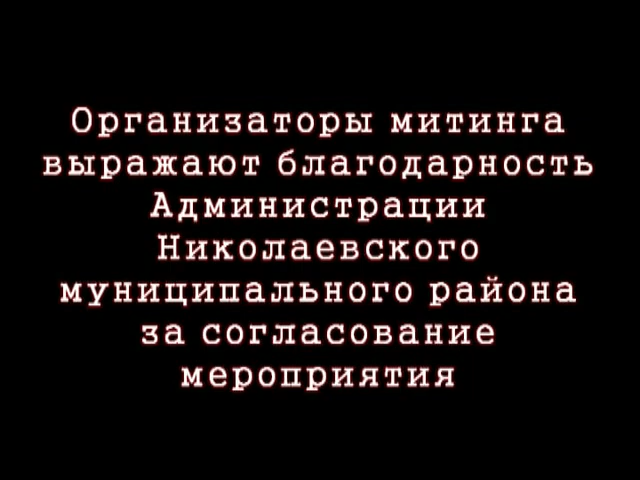 Организаторы митинга
выражают благодарность
Администрации
Николаевского
муниципального района
за согласование
мероприятия